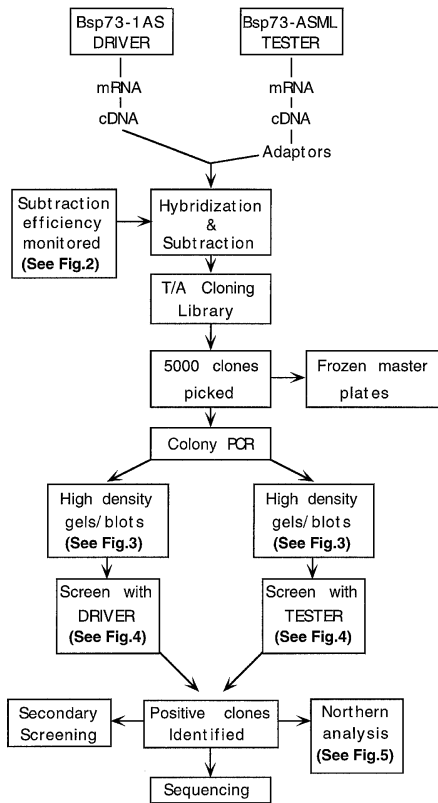 Bsp73-1AS
DRIVER
Bsp73-ASML
TESTER
mRNA
mRNA
cDNA
cDNA
Adaptors
Subtraction
efficiency
monitored
(See Fig.2)
Hybridization
&
Subtraction
T/A Cloning
Library
5000 clones
picked
Frozen master
plates
Colony PCR
High density
gels/blots
(See Fig.3)
High density
gels/blots
(See Fig.3)
Screen with
DRIVER
(See Fig.4)
Screen with
TESTER
(See Fig.4)
Secondary
Screening
Positive clones
Identified
Northern
analysis
(See Fig.5)
Sequencing